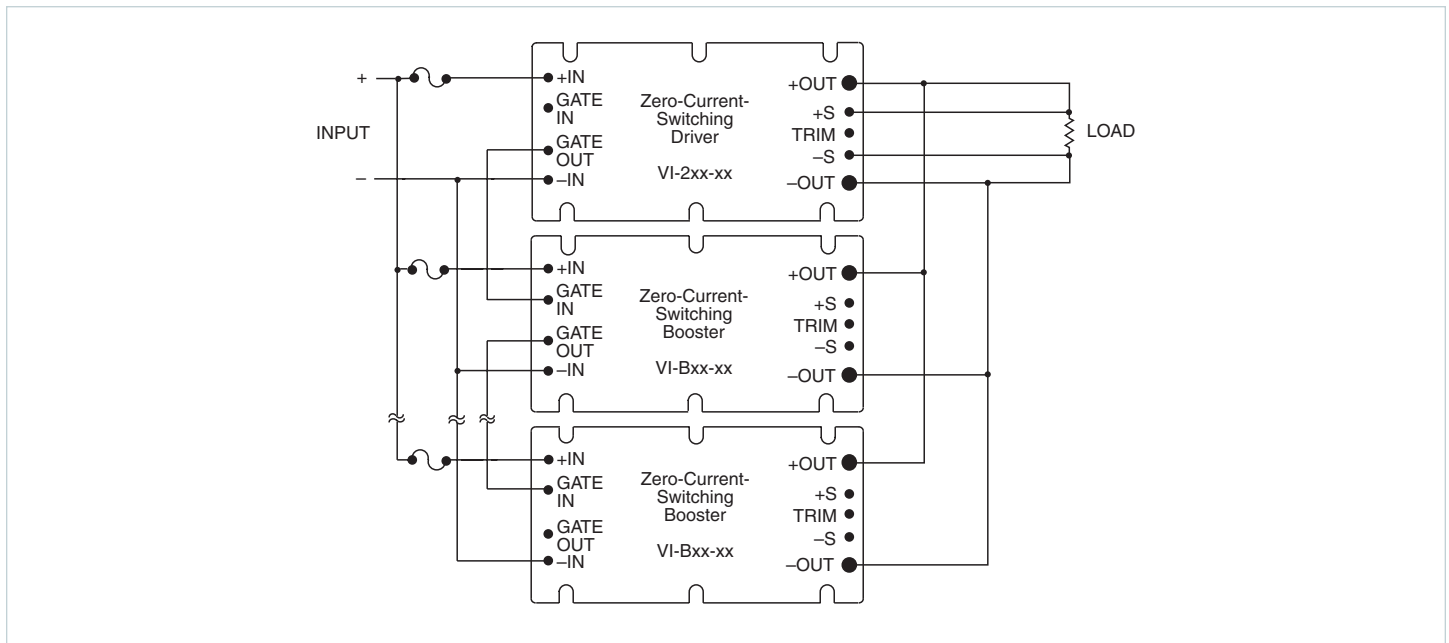 +
INPUT
–
+IN
GATE
IN
GATE
OUT
–IN
Zero-Current-
Switching
Driver
VI-2xx-xx
+OUT
+S
TRIM
–S
–OUT
LOAD
+IN
GATE
IN
GATE
OUT
–IN
Zero-Current-
Switching
Booster
VI-Bxx-xx
+OUT
+S
TRIM
–S
–OUT
+IN
GATE
IN
GATE
OUT
–IN
Zero-Current-
Switching
Booster
VI-Bxx-xx
+OUT
+S
TRIM
–S
–OUT